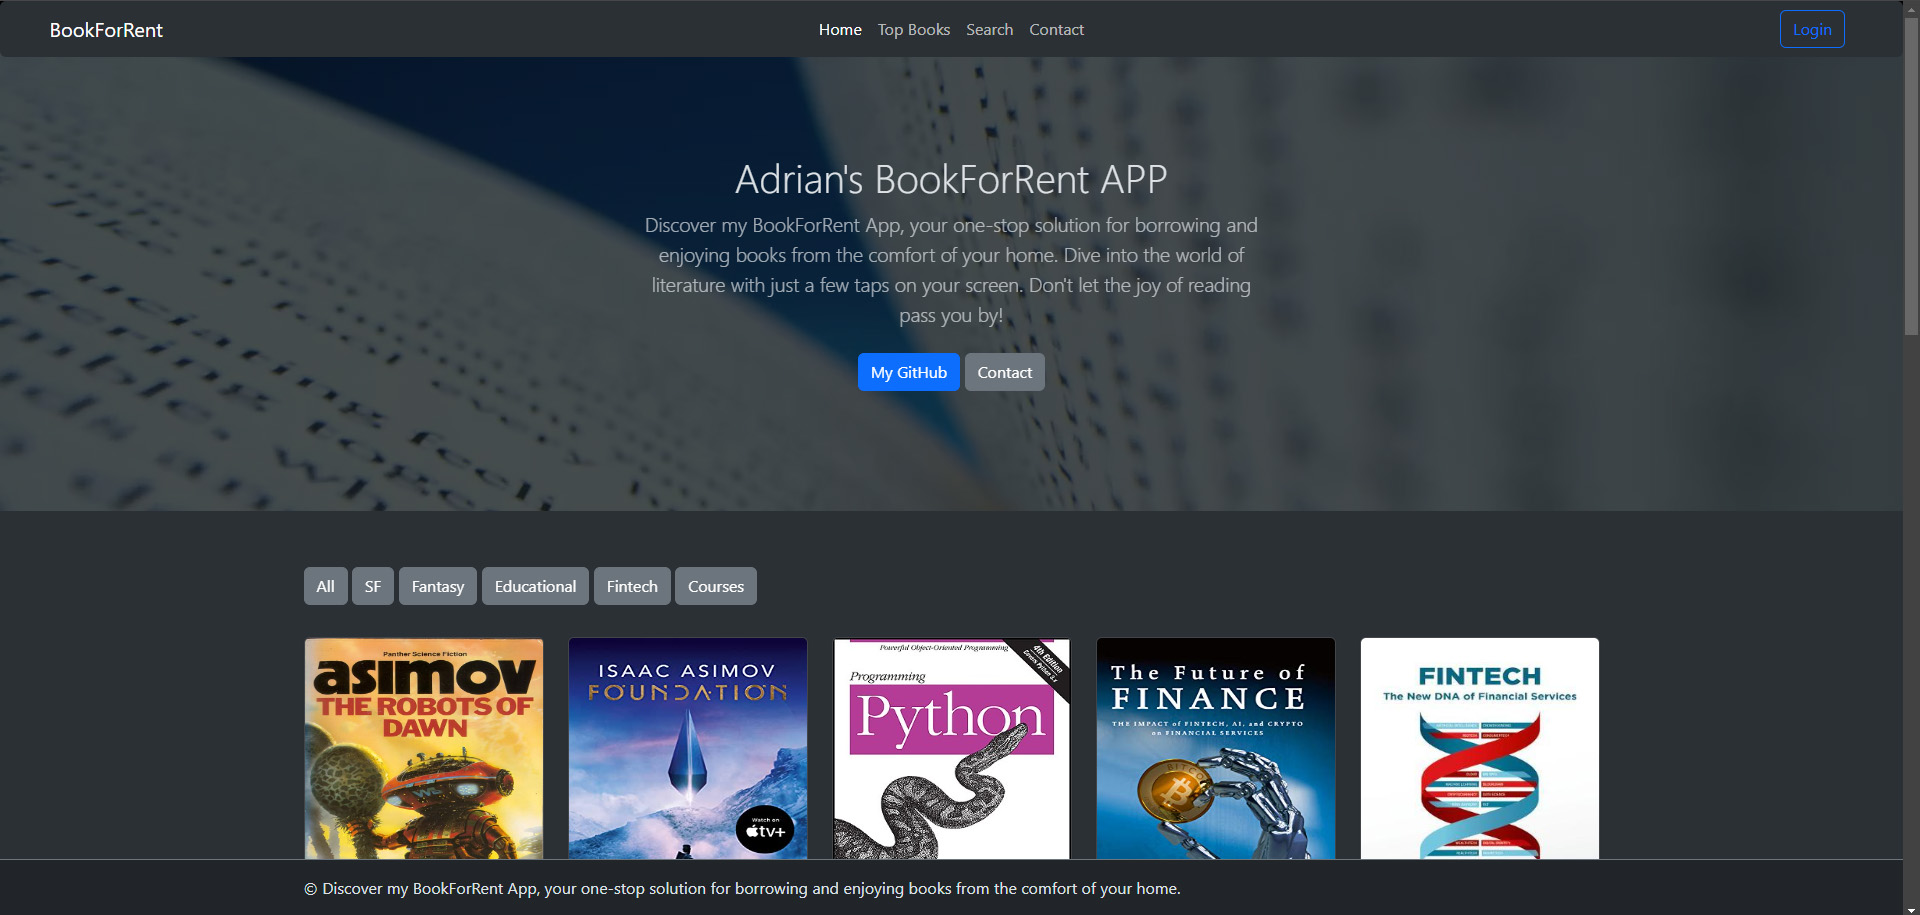 BookForRent
Home Top Books Search Contact
Login
Adrian's BookForRent APP
Discover my BookForRent App, your one-stop solution for borrowing and
enjoying books from the comfort of your home. Dive into the world of
literature with just a few taps on your screen. Don't let the joy of reading
pass you by!
My GitHub Contact
All SF Fantasy Educational Fintech Courses
Panther Science Fiction
asimov
THE ROBOTS OF
DAWN
ISAAC ASIMOV
FOUNDATION
Watch on
tv+
Powerful Object-Oriented Programming
4th Edition
Programming
Python
The Future of
FINANCE
THE IMPACT of FINTECH, AI, and CRYPTO
on FINANCIAL SERVICES
BITCO
FINTECH
The New DNA of Financial Services
© Discover my BookForRent App, your one-stop solution for borrowing and enjoying books from the comfort of your home.